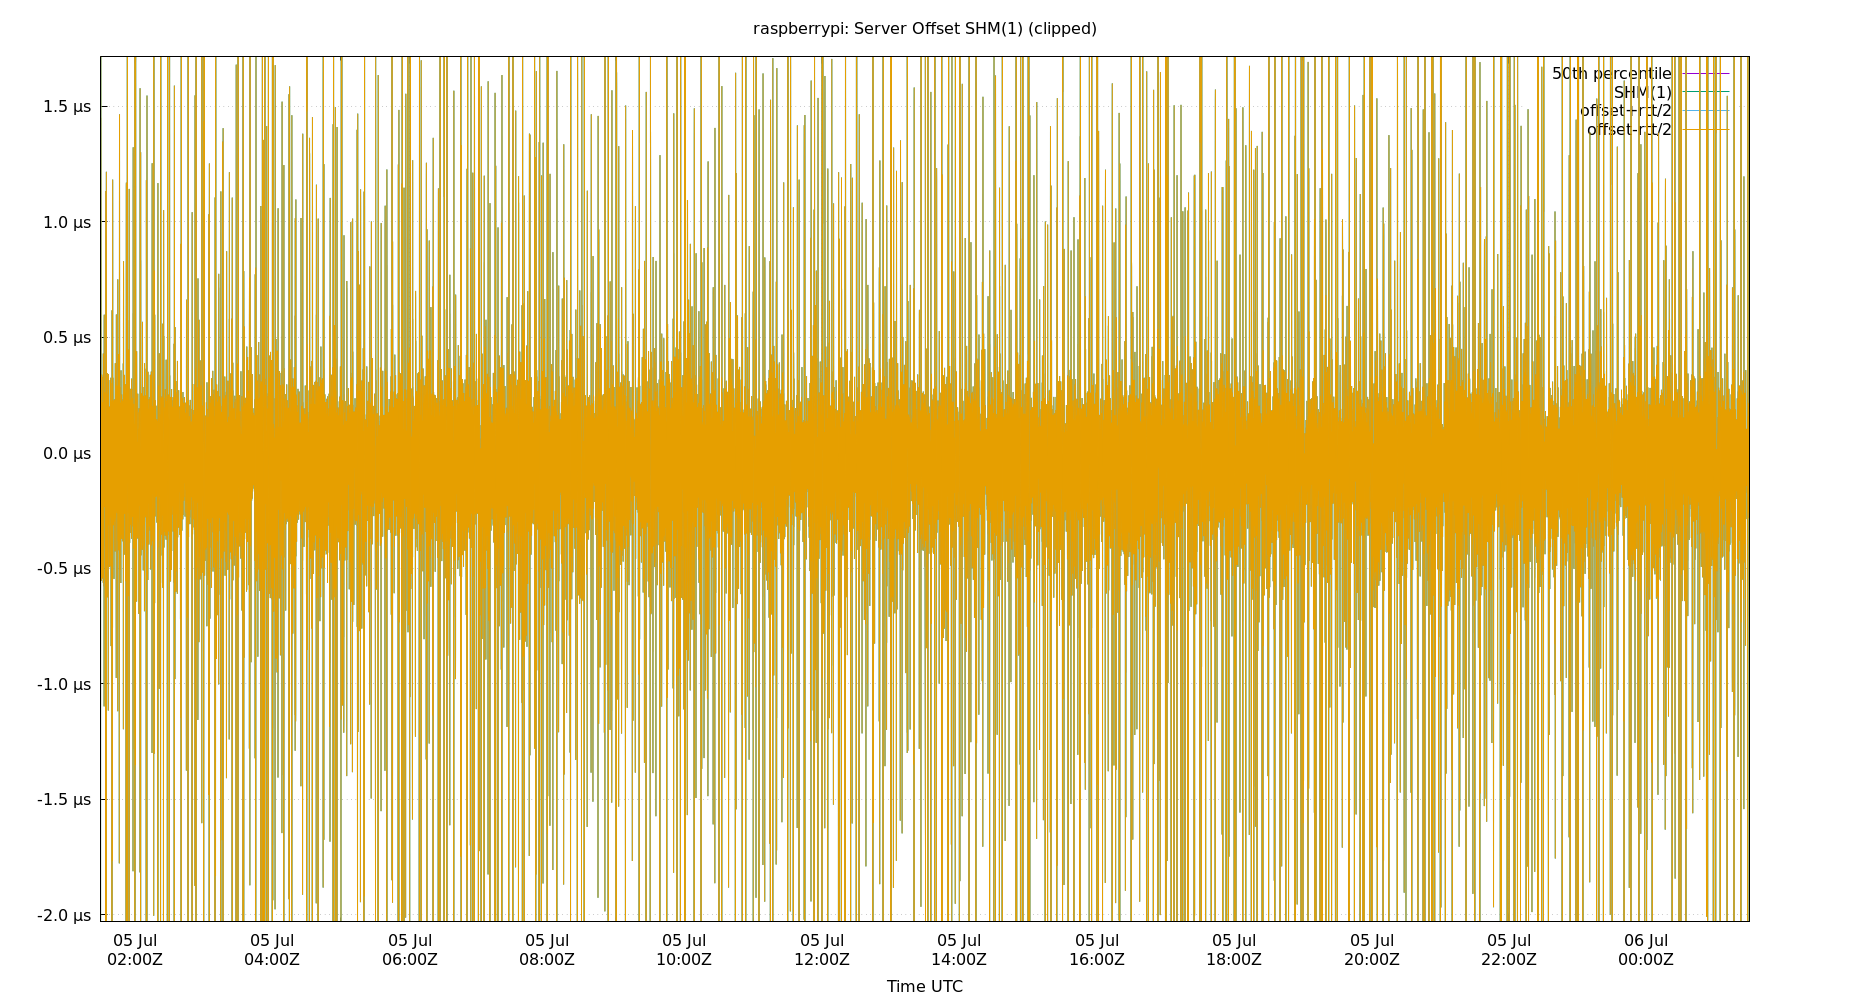 raspberrypi: Server Offset SHM(1) (clipped)
50th percentile
SHM(1)
offset+rtt/2
offset-rtt/2
1.5 µs
1.0 µs
0.5 µs
0.0 µs
-0.5 µs
-1.0 µs
-1.5 µs
-2.0 µs
05 Jul 05 Jul 05 Jul 05 Jul 05 Jul 05 Jul 05 Jul 05 Jul 05 Jul 05 Jul 05 Jul 06 Jul
02:00Z 04:00Z 06:00Z 08:00Z 10:00Z 12:00Z 14:00Z 16:00Z 18:00Z 20:00Z 22:00Z 00:00Z
Time UTC